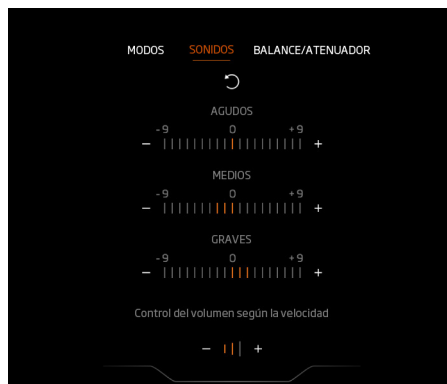 MODOS SONIDOS BALANCE/ATENUADOR
AGUDOS
-9 0 +9
- +
MEDIOS
-9 0 +9
- +
GRAVES
-9 0 +9
- +
Control del volumen según la velocidad
- +